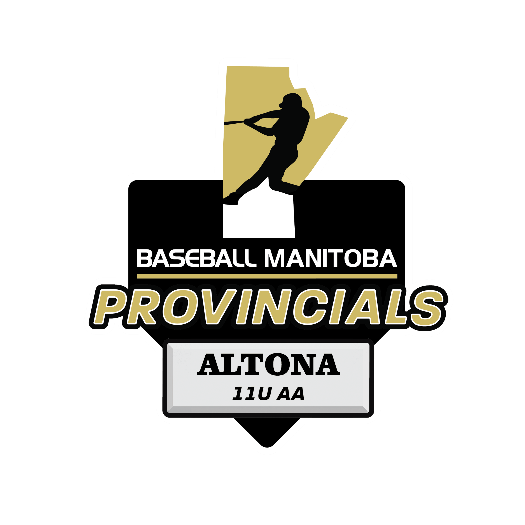 BASEBALL MANITOBA
PROVINCIALS
ALTONA
11U AA